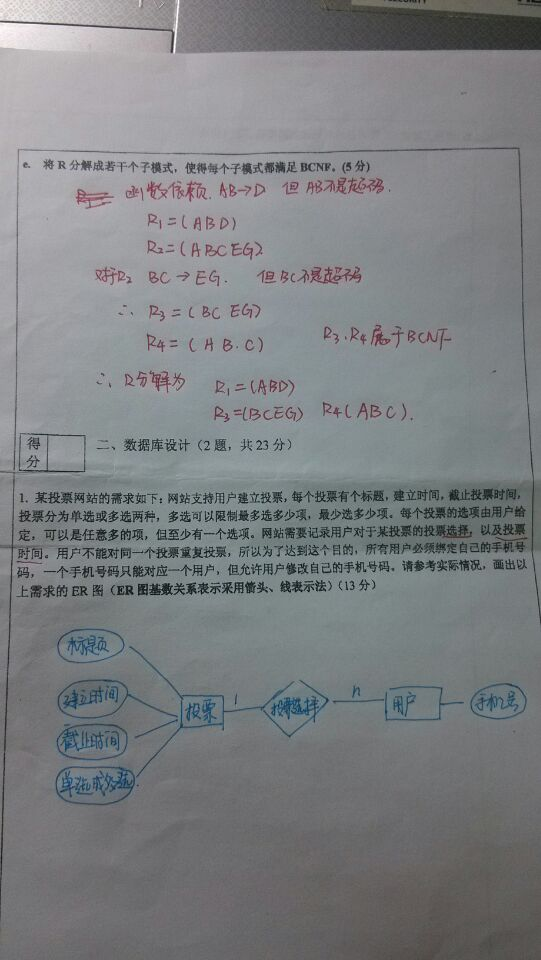 e. 将 R 分解成若干个子模式，使得每个子模式都满足 BCNF。(5 分)
函数依赖 AB→D 但 AB不是超码.
R1=(ABD)
R2=(ABCEG).
对于R2 BC→EG. 但BC不是超码
∴ R3=(BCEG)
R4=(AB.C) R3、R4属于BCNF
∴ R分解为 R1=(ABD)
R3=(BCEG) R4(ABC).
得分
二、数据库设计（2 题，共 23 分）
1. 某投票网站的需求如下：网站支持用户建立投票，每个投票有个标题，建立时间，截止投票时间，
投票分为单选或多选两种，多选可以限制最多选多少项，最少选多少项。每个投票的选项由用户给
定，可以是任意多的项，但至少有一个选项。网站需要记录用户对于某投票的投票选择，以及投票
时间。用户不能对同一个投票重复投票，所以为了达到这个目的，所有用户必须绑定自己的手机号
码，一个手机号码只能对应一个用户，但允许用户修改自己的手机号码。请参考实际情况，画出以
上需求的 ER 图（ER 图基数关系表示采用箭头、线表示法）（13 分）
标题
建立时间
截止时间
单选或多选
投票
1
投票选择
n
用户
手机号